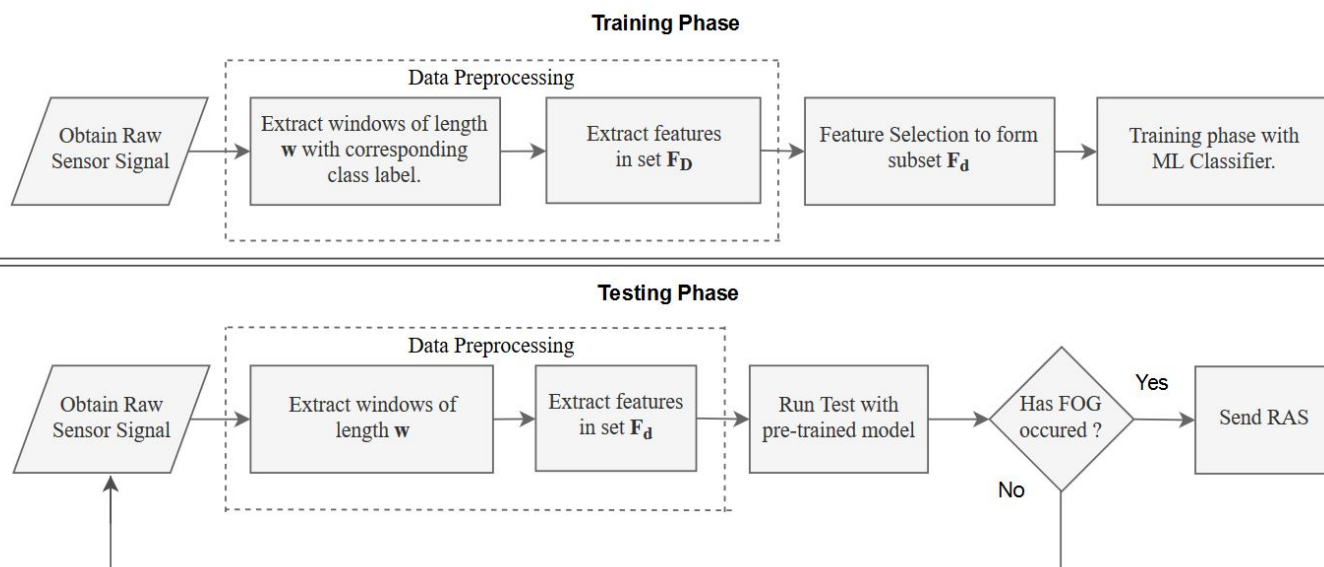 Training Phase
Data Preprocessing
Obtain Raw
Sensor Signal
Extract windows of length
w with corresponding
class label.
Extract features
in set F_D
Feature Selection to form
subset F_d
Training phase with
ML Classifier.
Testing Phase
Data Preprocessing
Obtain Raw
Sensor Signal
Extract windows of
length w
Extract features
in set F_d
Run Test with
pre-trained model
Has FOG
occured ?
Yes
Send RAS
No